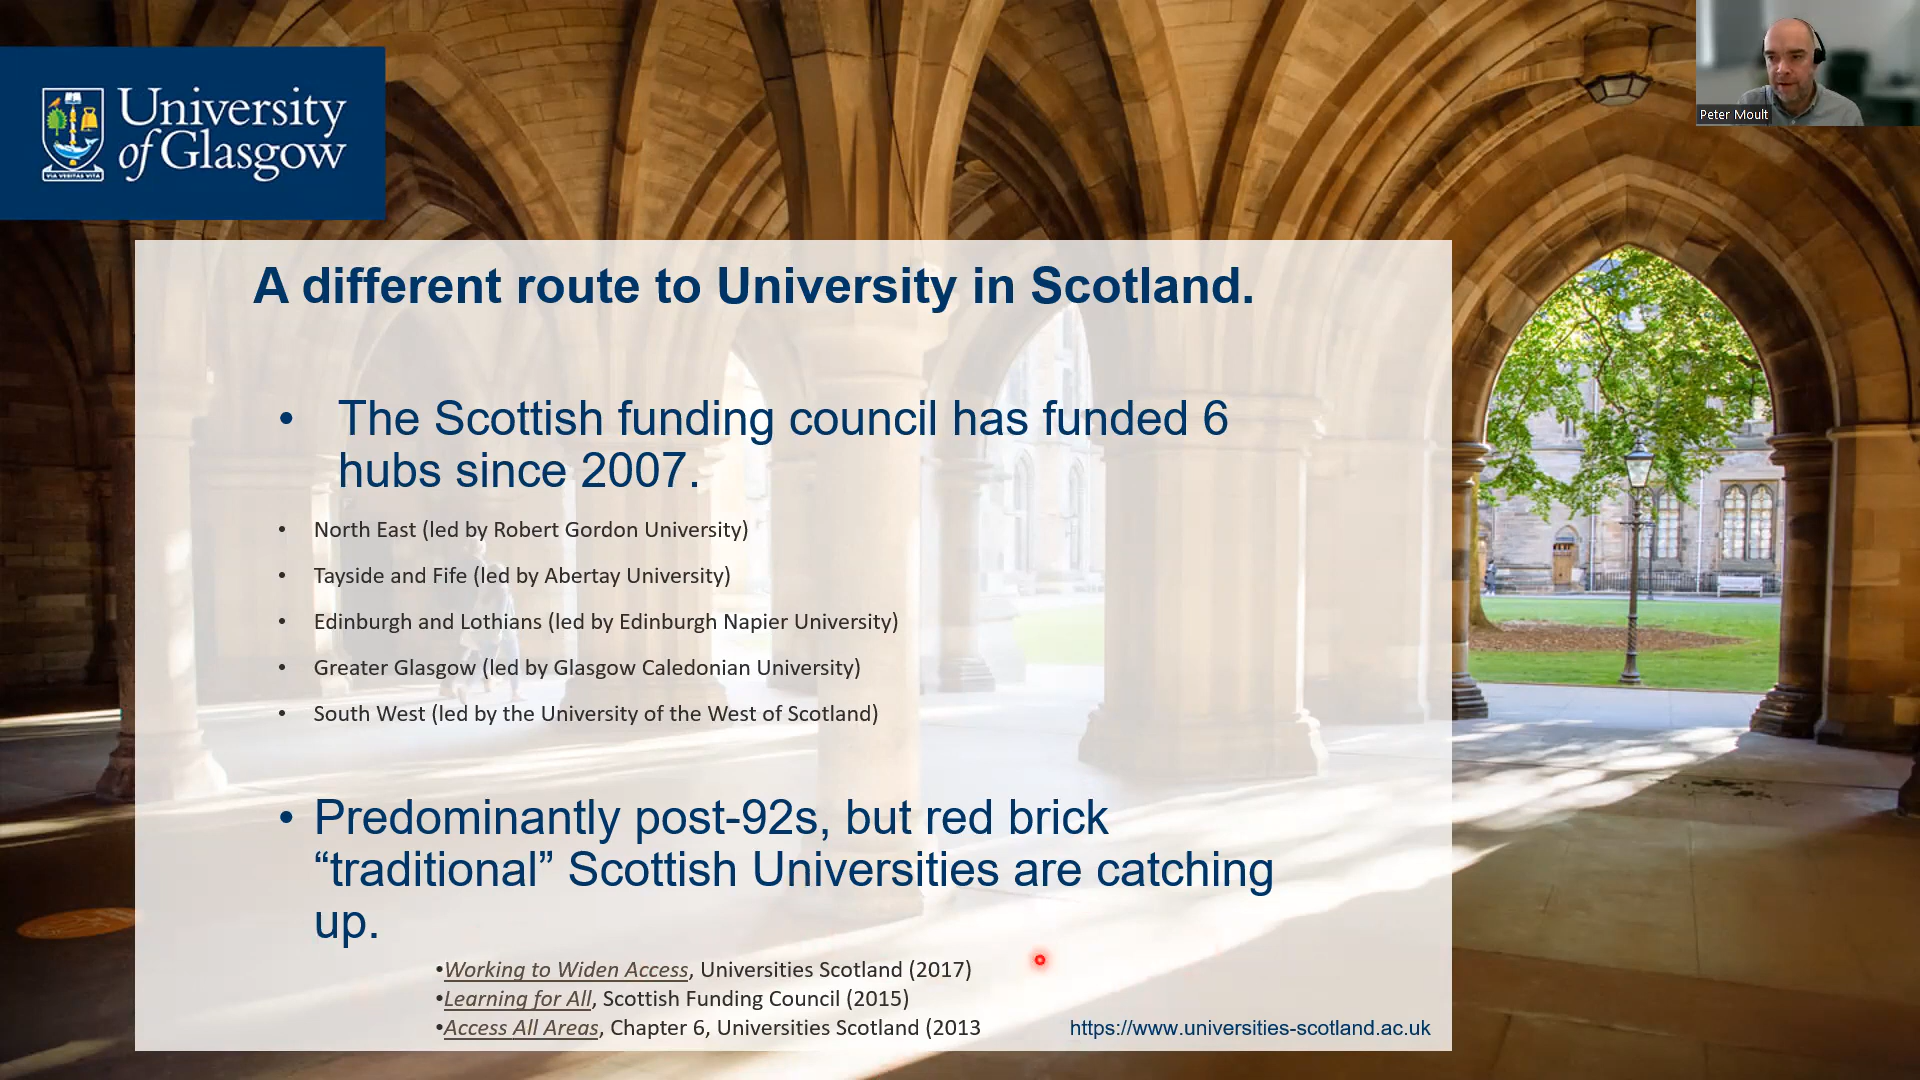 University
of Glasgow
VIA VERITAS VITA
Peter Moult
A different route to University in Scotland.
• The Scottish funding council has funded 6
hubs since 2007.
• North East (led by Robert Gordon University)
• Tayside and Fife (led by Abertay University)
• Edinburgh and Lothians (led by Edinburgh Napier University)
• Greater Glasgow (led by Glasgow Caledonian University)
• South West (led by the University of the West of Scotland)
• Predominantly post-92s, but red brick
“traditional” Scottish Universities are catching
up.
•Working to Widen Access, Universities Scotland (2017)
•Learning for All, Scottish Funding Council (2015)
•Access All Areas, Chapter 6, Universities Scotland (2013
https://www.universities-scotland.ac.uk